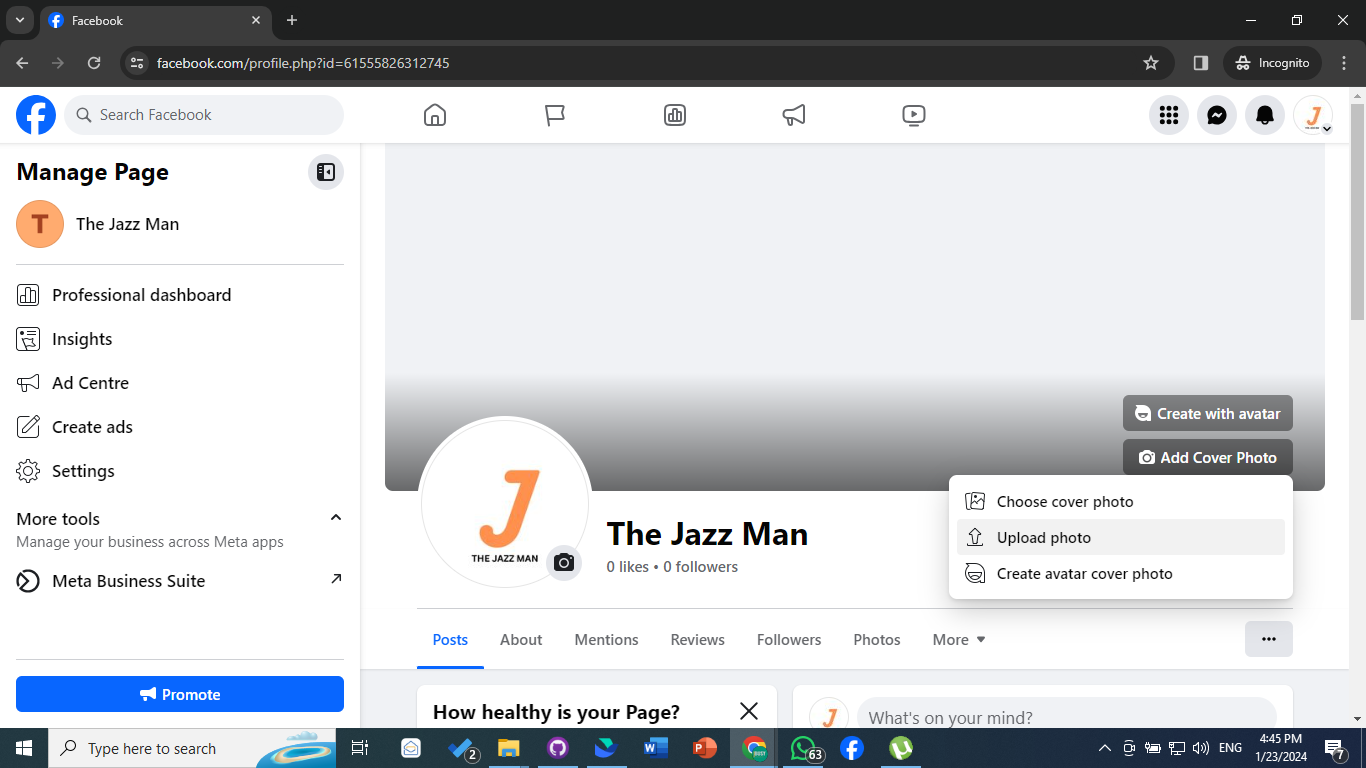 Facebook
facebook.com/profile.php?id=61555826312745
Incognito
Search Facebook
Manage Page
T
The Jazz Man
Professional dashboard
Insights
Ad Centre
Create ads
Settings
More tools
Manage your business across Meta apps
Meta Business Suite
Promote
Create with avatar
Add Cover Photo
Choose cover photo
Upload photo
Create avatar cover photo
J
THE JAZZ MAN
The Jazz Man
0 likes • 0 followers
Posts
About
Mentions
Reviews
Followers
Photos
More
How healthy is your Page?
What's on your mind?
Type here to search
2
63
ENG
4:45 PM
1/23/2024
7